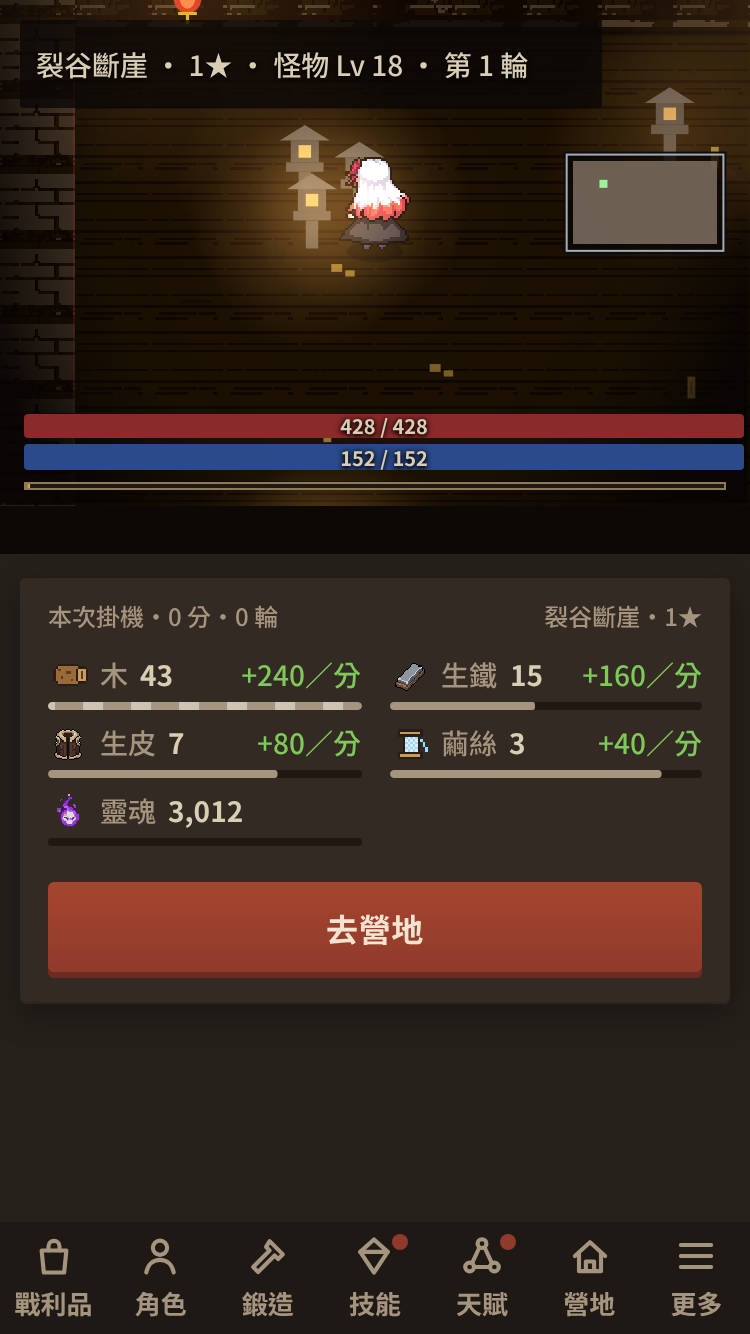 裂谷斷崖 · 1★ · 怪物 Lv 18 · 第 1 輪
428 / 428
152 / 152
本次掛機·0 分·0 輪
裂谷斷崖·1★
木 43 +240／分
生鐵 15 +160／分
生皮 7 +80／分
繭絲 3 +40／分
靈魂 3,012
去營地
戰利品 角色 鍛造 技能 天賦 營地 更多